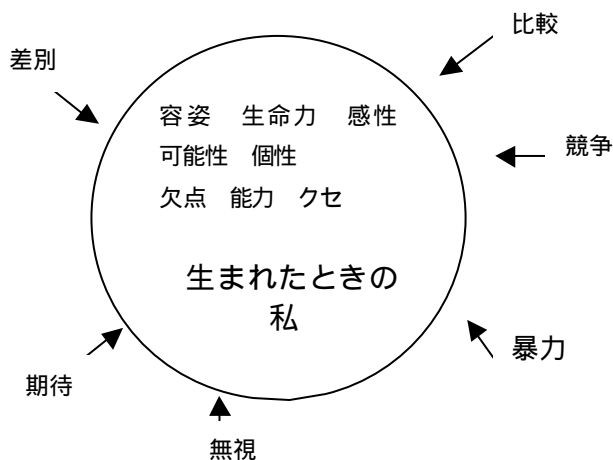 比較
差別
容姿 生命力 感性
競争
可能性 個性
欠点 能力 クセ
生まれたときの
私
暴力
期待
無視